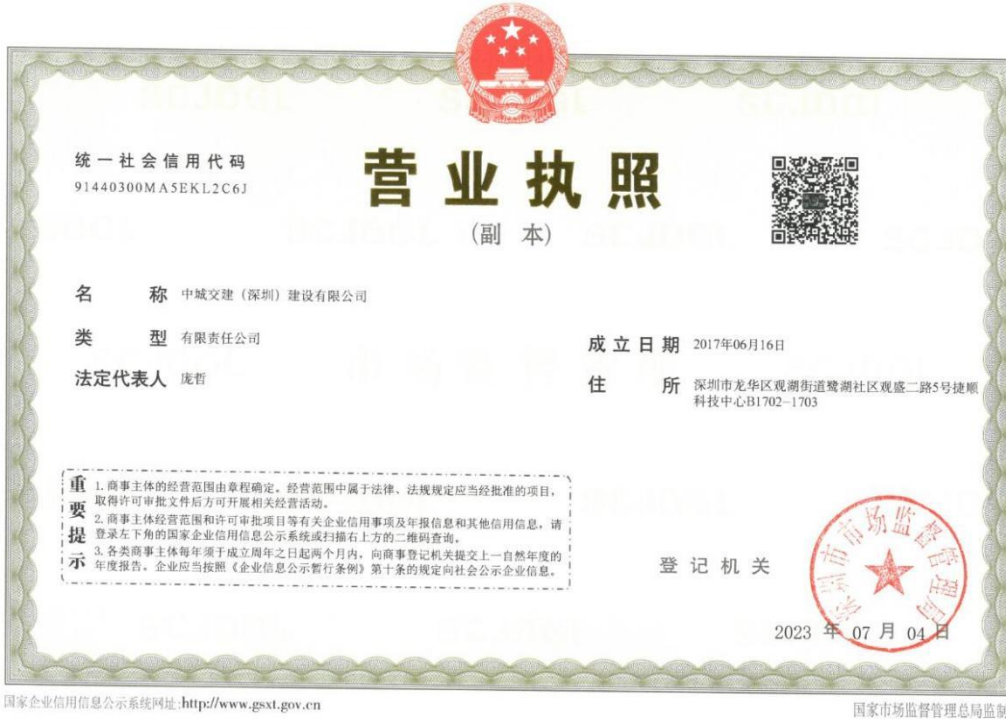 统一社会信用代码
91440300MA5EKL2C6J
营业执照
(副 本)
名 称 中城交建（深圳）建设有限公司
类 型 有限责任公司
法定代表人 庞哲
成立日期 2017年06月16日
住 所 深圳市龙华区观湖街道鹭湖社区观盛二路5号捷顺
科技中心B1702-1703
重要提示
1. 商事主体的经营范围由章程确定。经营范围中属于法律、法规规定应当经批准的项目，
取得许可审批文件后方可开展相关经营活动。
2. 商事主体经营范围和许可审批项目等有关企业信用事项及年报信息和其他信用信息，请
登录左下角的国家企业信用信息公示系统或扫描右上方的二维码查询。
3. 各类商事主体每年须于成立周年之日起两个月内，向商事登记机关提交上一自然年度的
年度报告。企业应当按照《企业信息公示暂行条例》第十条的规定向社会公示企业信息。
登记机关
深圳市市场监督管理局
2023 年 07 月 04 日
国家企业信用信息公示系统网址:http://www.gsxt.gov.cn
国家市场监督管理总局监制